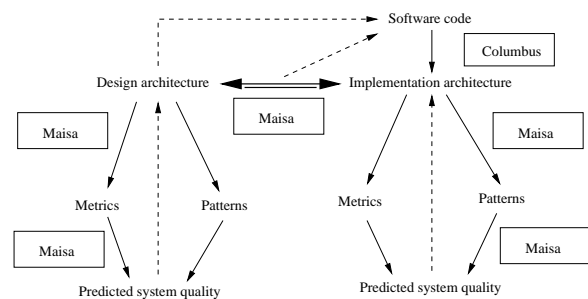 Software code
Columbus
Design architecture
Implementation architecture
Maisa
Maisa
Maisa
Metrics
Patterns
Metrics
Patterns
Maisa
Maisa
Predicted system quality
Predicted system quality